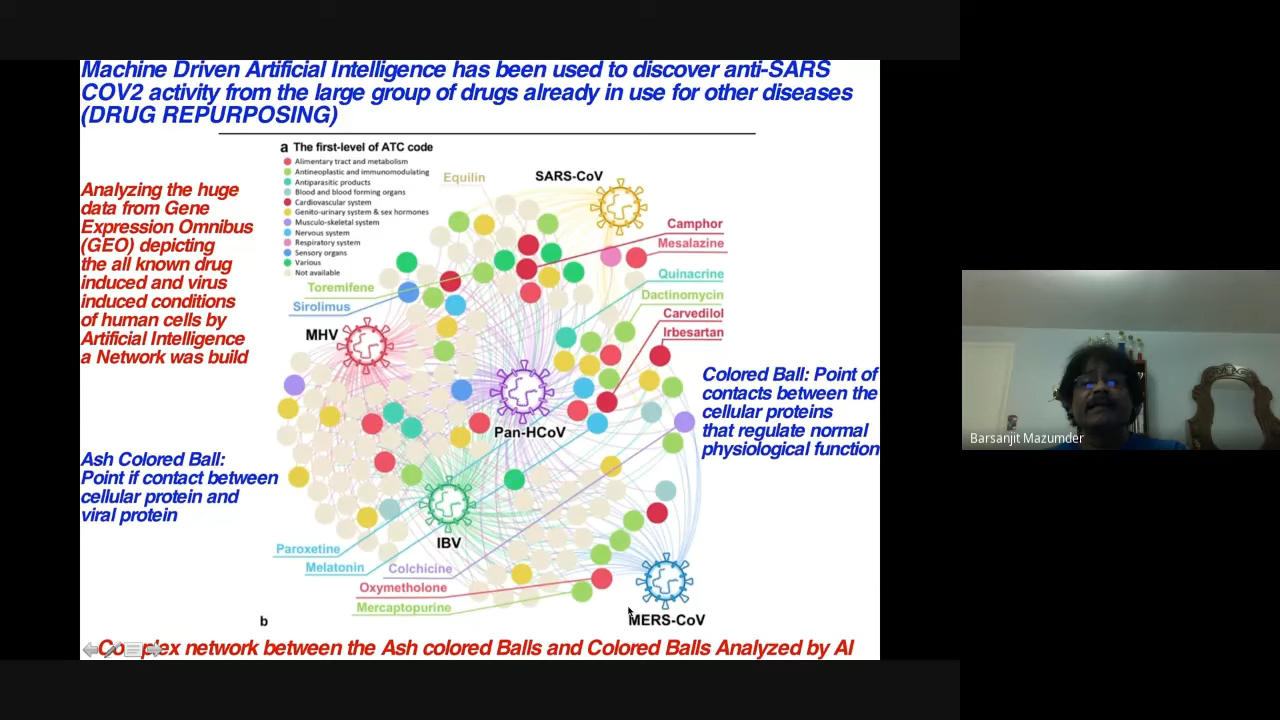 Machine Driven Artificial Intelligence has been used to discover anti-SARS
COV2 activity from the large group of drugs already in use for other diseases
(DRUG REPURPOSING)
a The first-level of ATC code
Alimentary tract and metabolism
Antineoplastic and immunomodulating
Antiparasitic products
Blood and blood forming organs
Cardiovascular system
Genito-urinary system & sex hormones
Musculo-skeletal system
Nervous system
Respiratory system
Sensory organs
Various
Not available
Analyzing the huge
data from Gene
Expression Omnibus
(GEO) depicting
the all known drug
induced and virus
induced conditions
of human cells by
Artificial Intelligence
a Network was build
Ash Colored Ball:
Point if contact between
cellular protein and
viral protein
Equilin
SARS-CoV
Camphor
Mesalazine
Quinacrine
Dactinomycin
Carvedilol
Irbesartan
Toremifene
Sirolimus
MHV
Pan-HCoV
IBV
Paroxetine
Melatonin
Colchicine
Oxymetholone
Mercaptopurine
MERS-CoV
b
Colored Ball: Point of
contacts between the
cellular proteins
that regulate normal
physiological function
Complex network between the Ash colored Balls and Colored Balls Analyzed by AI
Barsanjit Mazumder